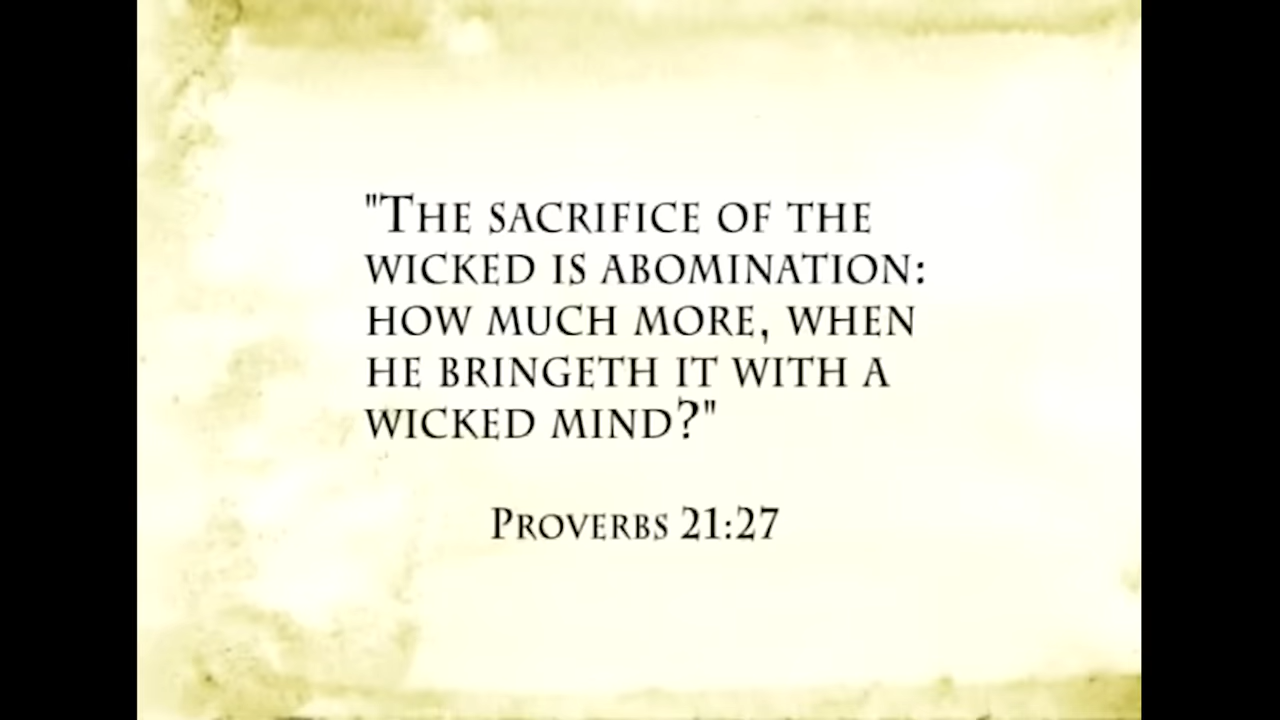 "The sacrifice of the
wicked is abomination:
how much more, when
he bringeth it with a
wicked mind?"
Proverbs 21:27